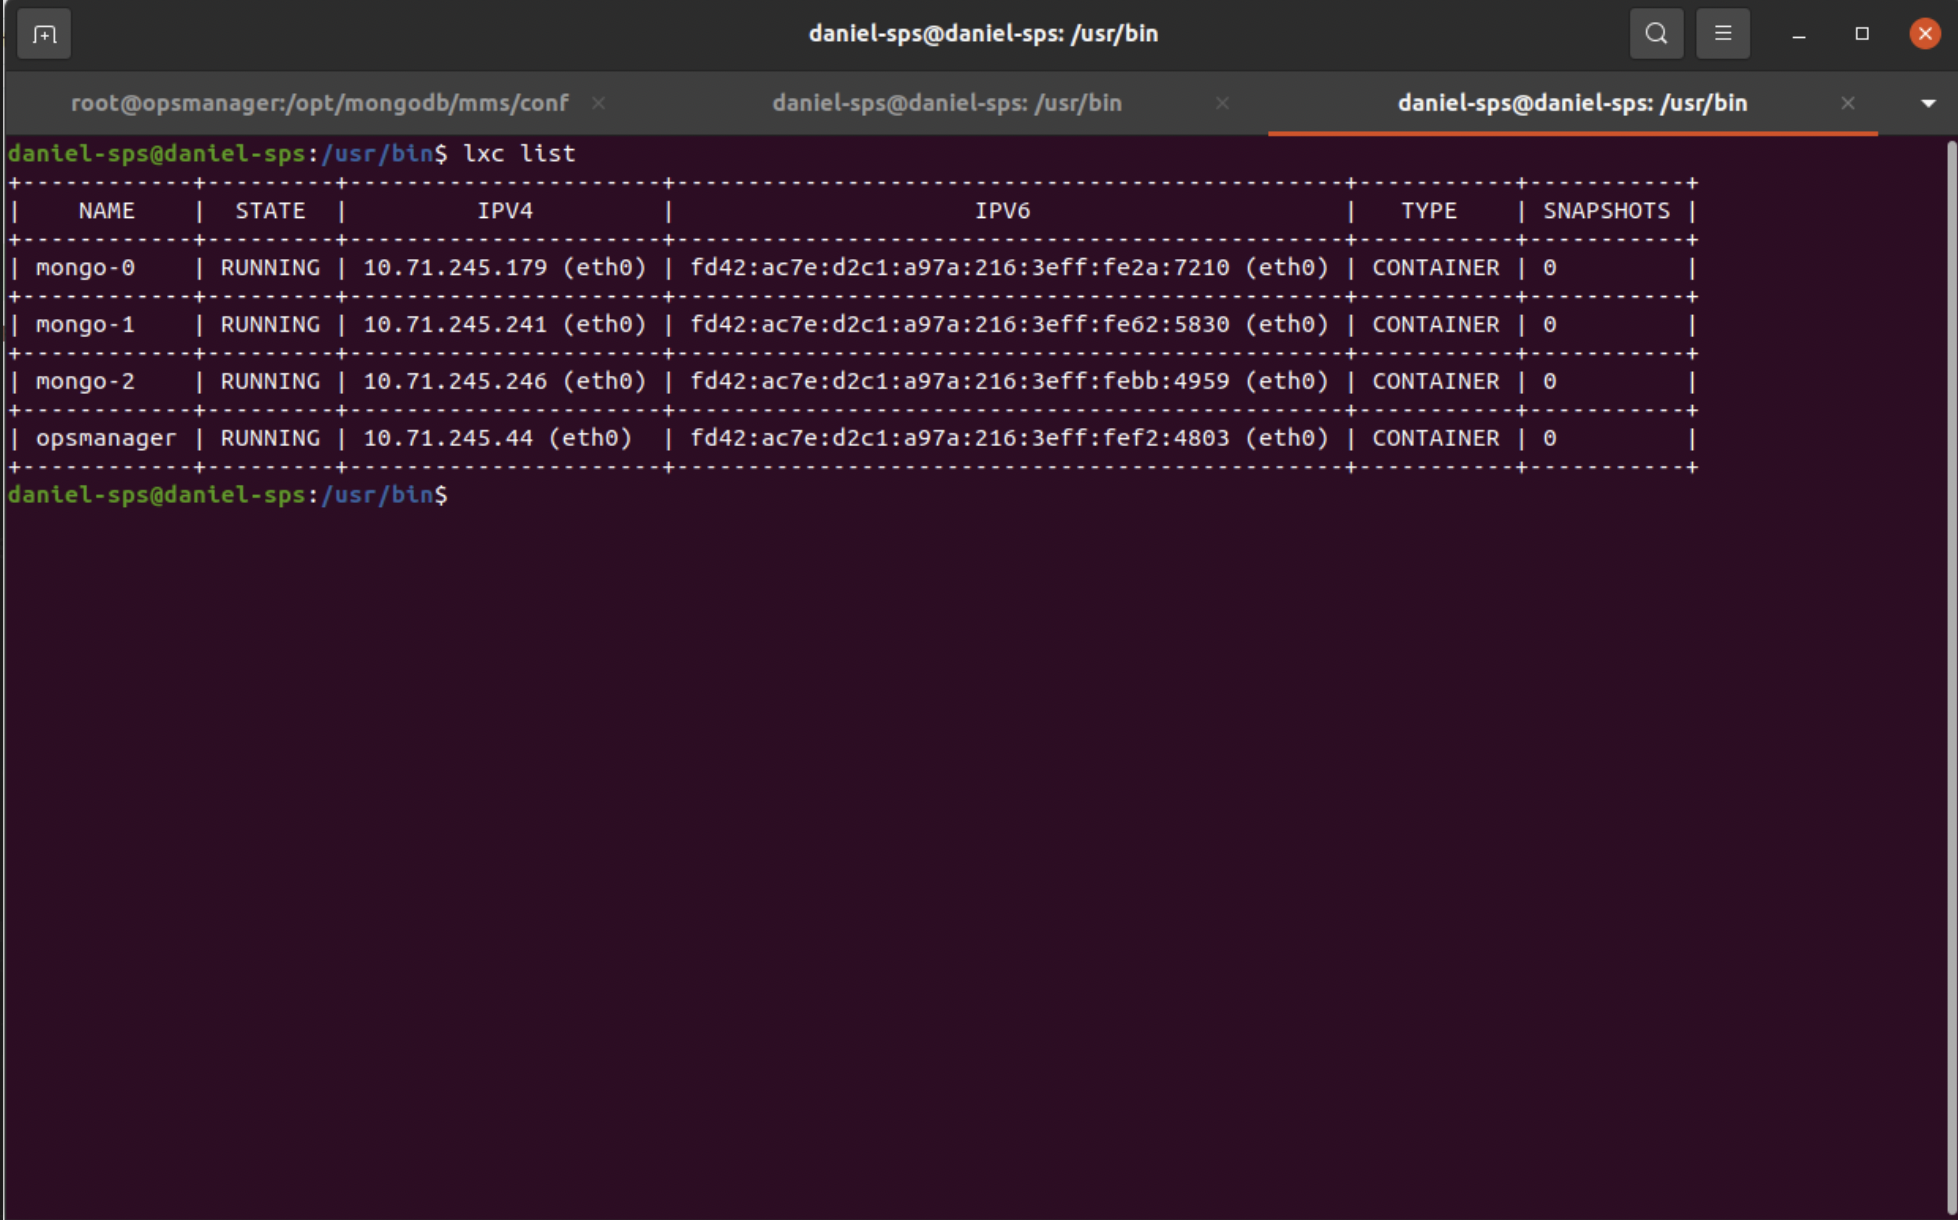 daniel-sps@daniel-sps: /usr/bin
root@opsmanager:/opt/mongodb/mms/conf × daniel-sps@daniel-sps: /usr/bin × daniel-sps@daniel-sps: /usr/bin ×
daniel-sps@daniel-sps:/usr/bin$ lxc list
+------------+---------+----------------------+-----------------------------------------------+-----------+-----------+
|    NAME    |  STATE  |         IPV4         |                     IPV6                      |   TYPE    | SNAPSHOTS |
+------------+---------+----------------------+-----------------------------------------------+-----------+-----------+
| mongo-0    | RUNNING | 10.71.245.179 (eth0) | fd42:ac7e:d2c1:a97a:216:3eff:fe2a:7210 (eth0) | CONTAINER | 0         |
+------------+---------+----------------------+-----------------------------------------------+-----------+-----------+
| mongo-1    | RUNNING | 10.71.245.241 (eth0) | fd42:ac7e:d2c1:a97a:216:3eff:fe62:5830 (eth0) | CONTAINER | 0         |
+------------+---------+----------------------+-----------------------------------------------+-----------+-----------+
| mongo-2    | RUNNING | 10.71.245.246 (eth0) | fd42:ac7e:d2c1:a97a:216:3eff:febb:4959 (eth0) | CONTAINER | 0         |
+------------+---------+----------------------+-----------------------------------------------+-----------+-----------+
| opsmanager | RUNNING | 10.71.245.44 (eth0)  | fd42:ac7e:d2c1:a97a:216:3eff:fef2:4803 (eth0) | CONTAINER | 0         |
+------------+---------+----------------------+-----------------------------------------------+-----------+-----------+
daniel-sps@daniel-sps:/usr/bin$